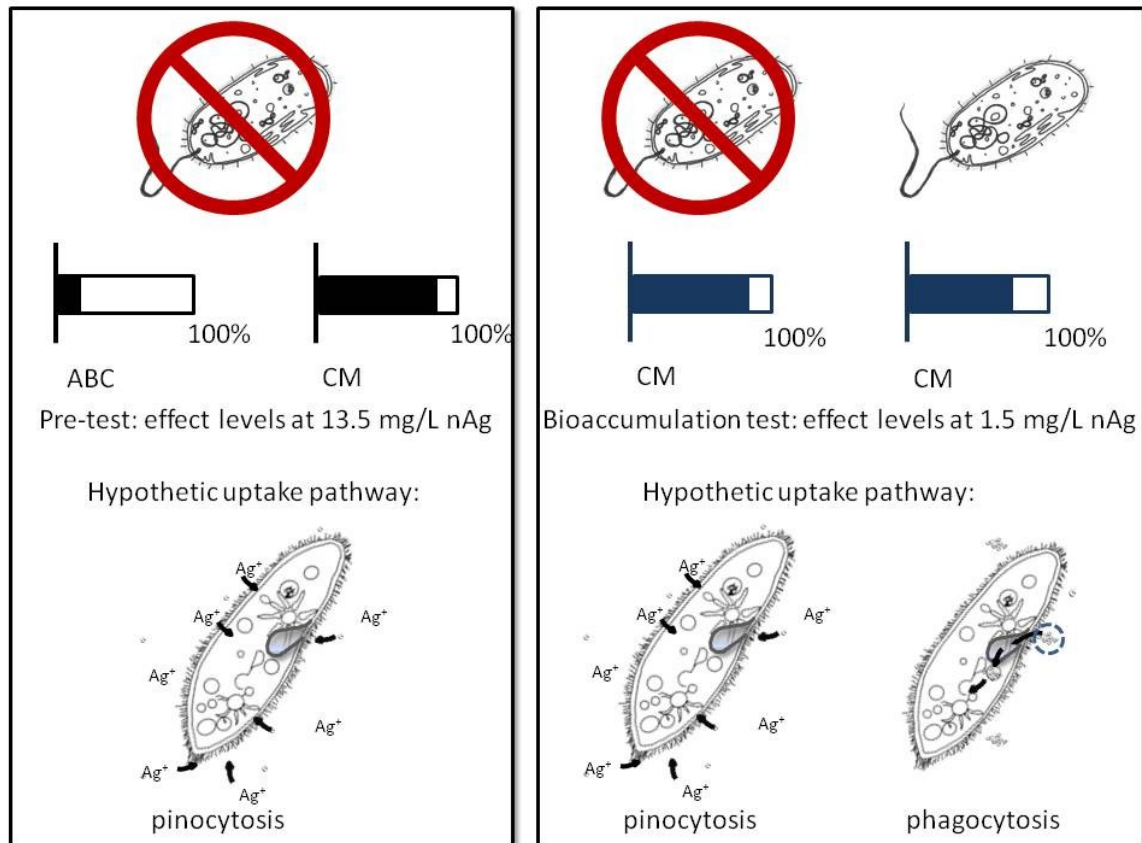 100%
100%
ABC
CM
Pre-test: effect levels at 13.5 mg/L nAg
Hypothetic uptake pathway:
Ag⁺
Ag⁺
Ag⁺
Ag⁺
Ag⁺
Ag⁺
Ag⁺
pinocytosis
100%
100%
CM
CM
Bioaccumulation test: effect levels at 1.5 mg/L nAg
Hypothetic uptake pathway:
Ag⁺
Ag⁺
Ag⁺
Ag⁺
Ag⁺
Ag⁺
Ag⁺
pinocytosis
phagocytosis